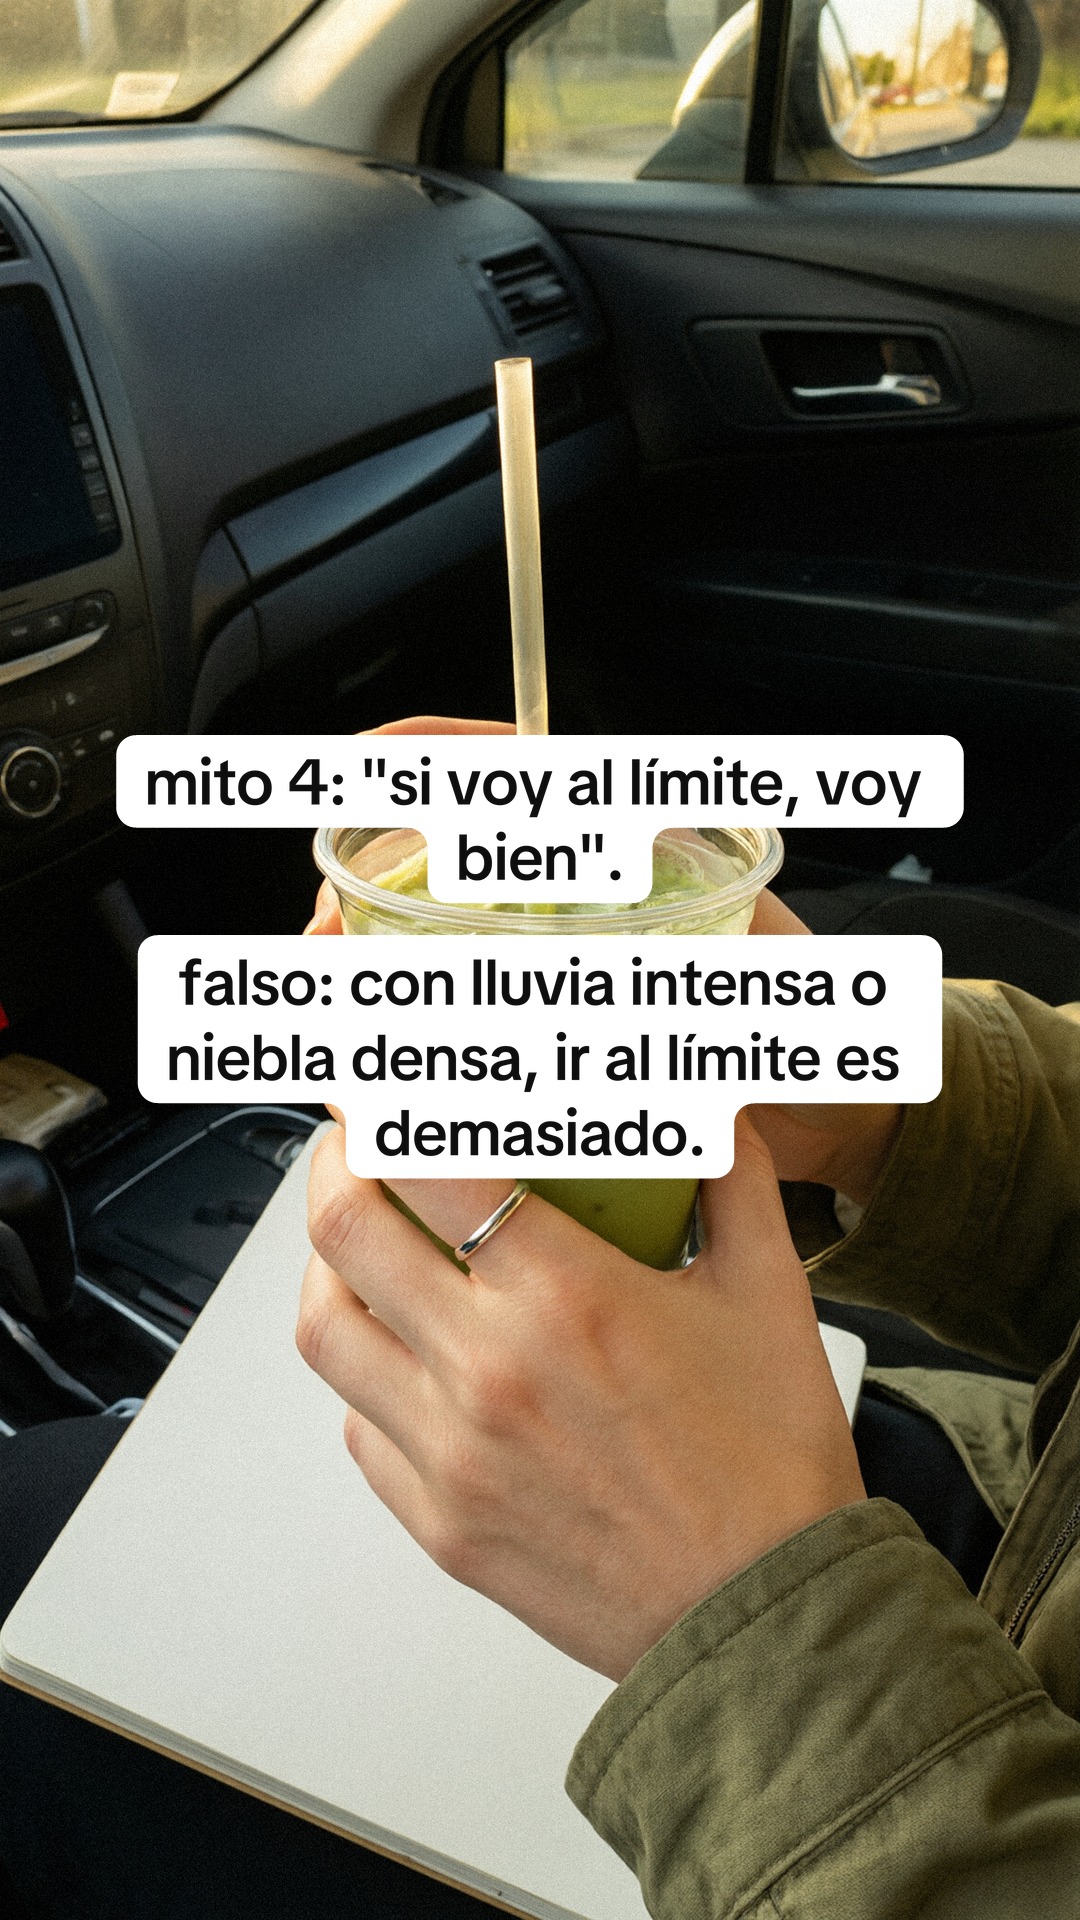 mito 4: "si voy al límite, voy
bien".
falso: con lluvia intensa o
niebla densa, ir al límite es
demasiado.